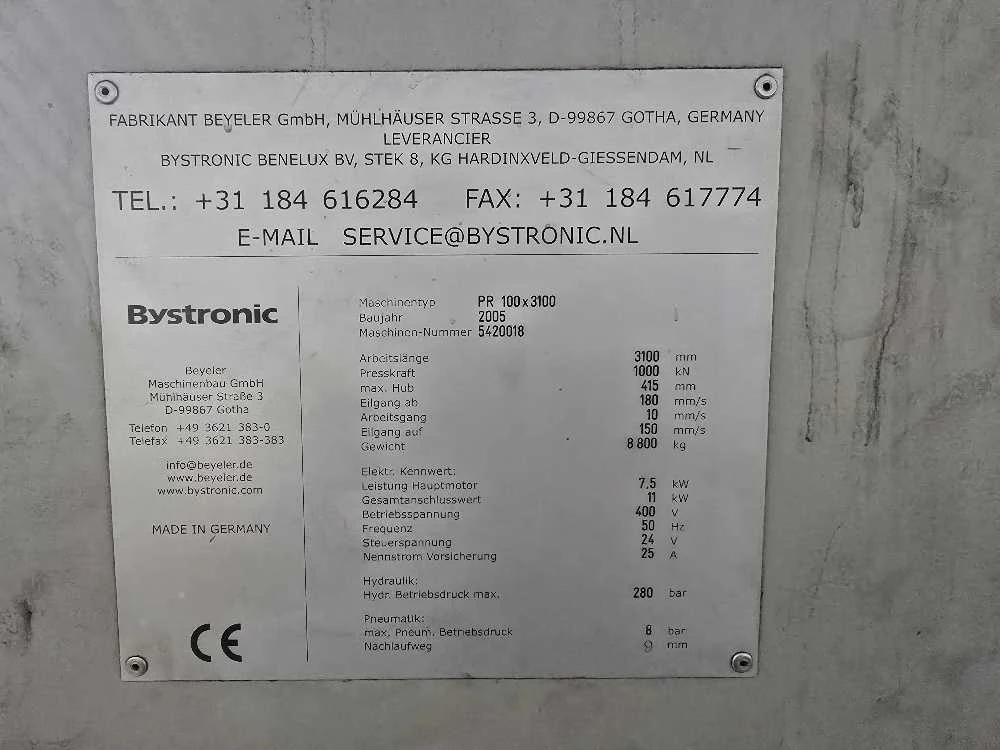 FABRIKANT BEYELER GmbH, MÜHLHÄUSER STRASSE 3, D-99867 GOTHA, GERMANY
LEVERANCIER
BYSTRONIC BENELUX BV, STEK 8, KG HARDINXVELD-GIESSENDAM, NL
TEL.: +31 184 616284 FAX: +31 184 617774
E-MAIL SERVICE@BYSTRONIC.NL
Bystronic
Beyeler
Maschinenbau GmbH
Mühlhäuser Straße 3
D-99867 Gotha
Telefon +49 3621 383-0
Telefax +49 3621 383-383
info@beyeler.de
www.beyeler.de
www.bystronic.com
MADE IN GERMANY
CE
Maschinentyp PR 100x3100
Baujahr 2005
Maschinen-Nummer 5420018
Arbeitslänge 3100 mm
Presskraft 1000 kN
max. Hub 415 mm
Eilgang ab 180 mm/s
Arbeitsgang 10 mm/s
Eilgang auf 150 mm/s
Gewicht 8800 kg
Elektr. Kennwert:
Leistung Hauptmotor 7,5 kW
Gesamtanschlusswert 11 kW
Betriebsspannung 400 V
Frequenz 50 Hz
Steuerspannung 24 V
Nennstrom Vorsicherung 25 A
Hydraulik:
Hydr. Betriebsdruck max. 280 bar
Pneumatik:
max. Pneum. Betriebsdruck 8 bar
Nachlaufweg 9 mm